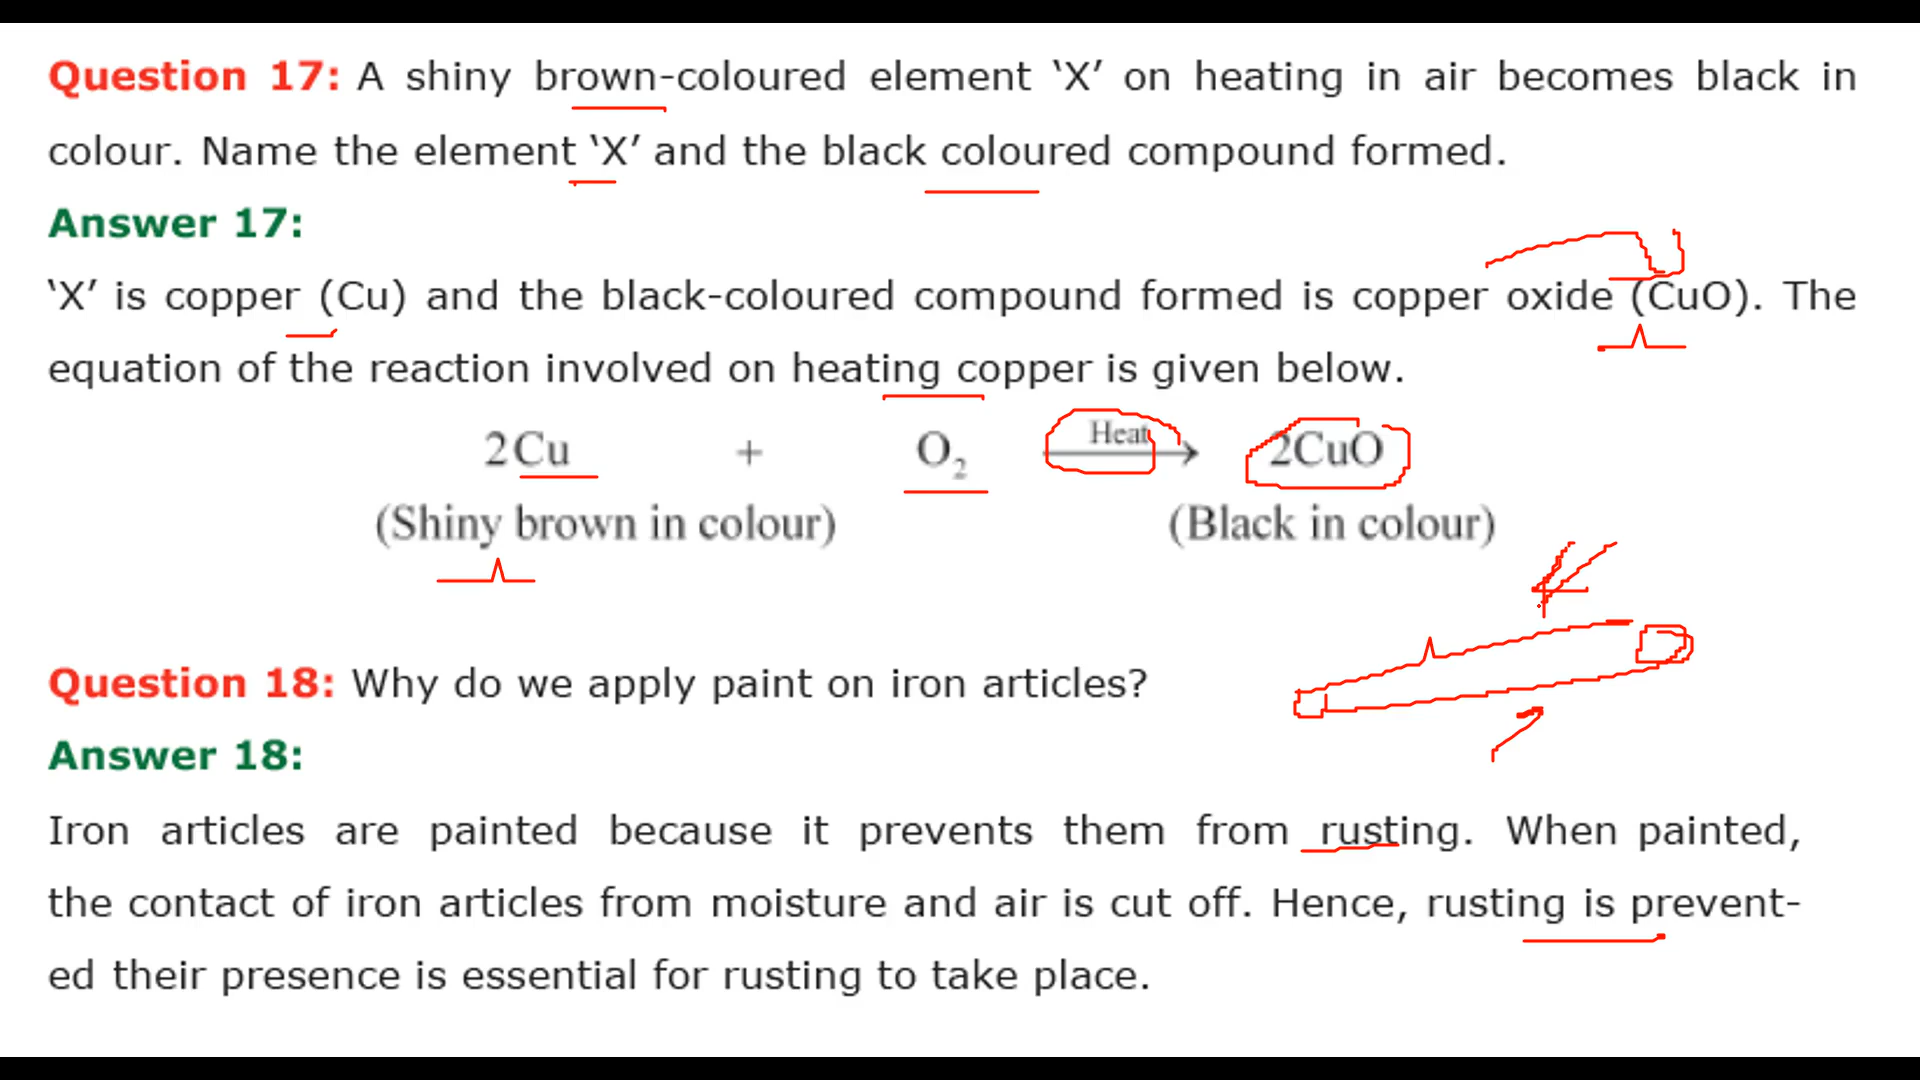 Question 17: A shiny brown-coloured element ‘X’ on heating in air becomes black in
colour. Name the element ‘X’ and the black coloured compound formed.
Answer 17:
‘X’ is copper (Cu) and the black-coloured compound formed is copper oxide (CuO). The
equation of the reaction involved on heating copper is given below.
2Cu + O₂ Heat→ 2CuO
(Shiny brown in colour) (Black in colour)
Question 18: Why do we apply paint on iron articles?
Answer 18:
Iron articles are painted because it prevents them from rusting. When painted,
the contact of iron articles from moisture and air is cut off. Hence, rusting is prevent-
ed their presence is essential for rusting to take place.